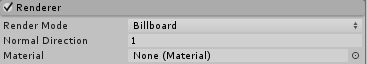 Renderer
Render Mode Billboard
Normal Direction 1
Material None (Material)